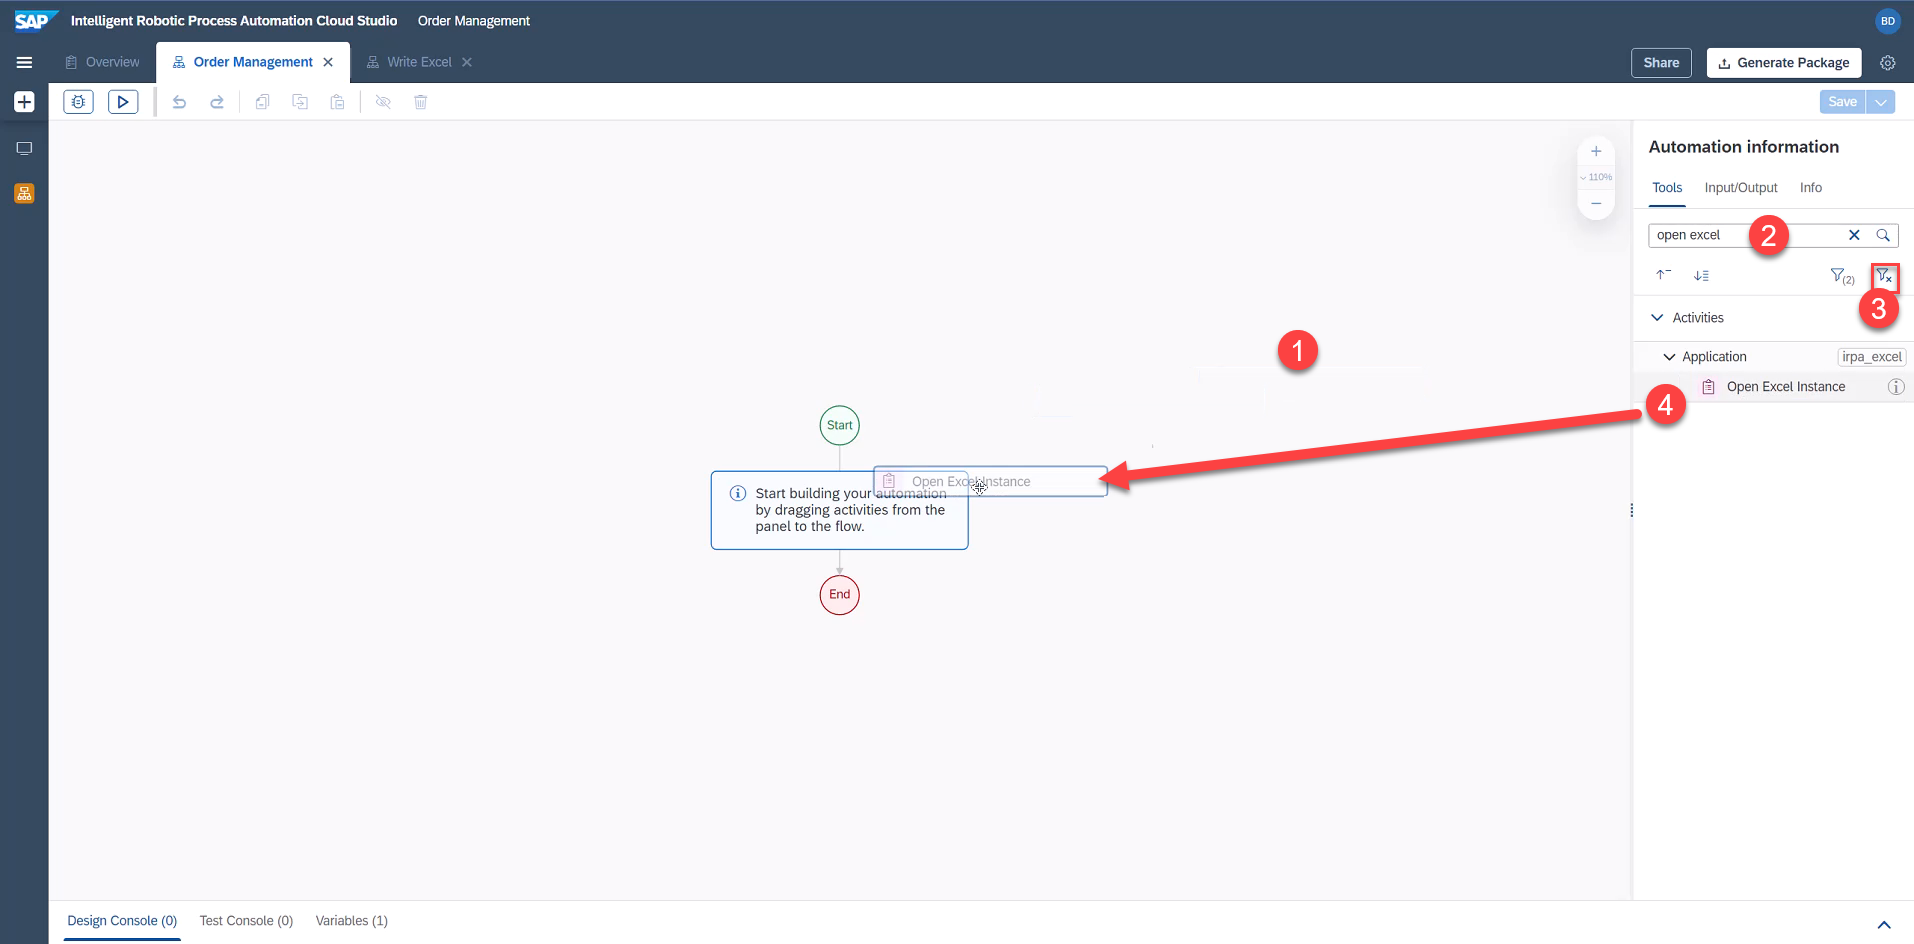 SAP Intelligent Robotic Process Automation Cloud Studio Order Management BD
Overview Order Management Write Excel Share Generate Package
Save
110%
Automation information
Tools Input/Output Info
open excel 2
(2)
3
Activities
1
Application irpa_excel
Open Excel Instance
4
Start
Open Excel Instance
Start building your automation
by dragging activities from the
panel to the flow.
End
Design Console (0) Test Console (0) Variables (1)